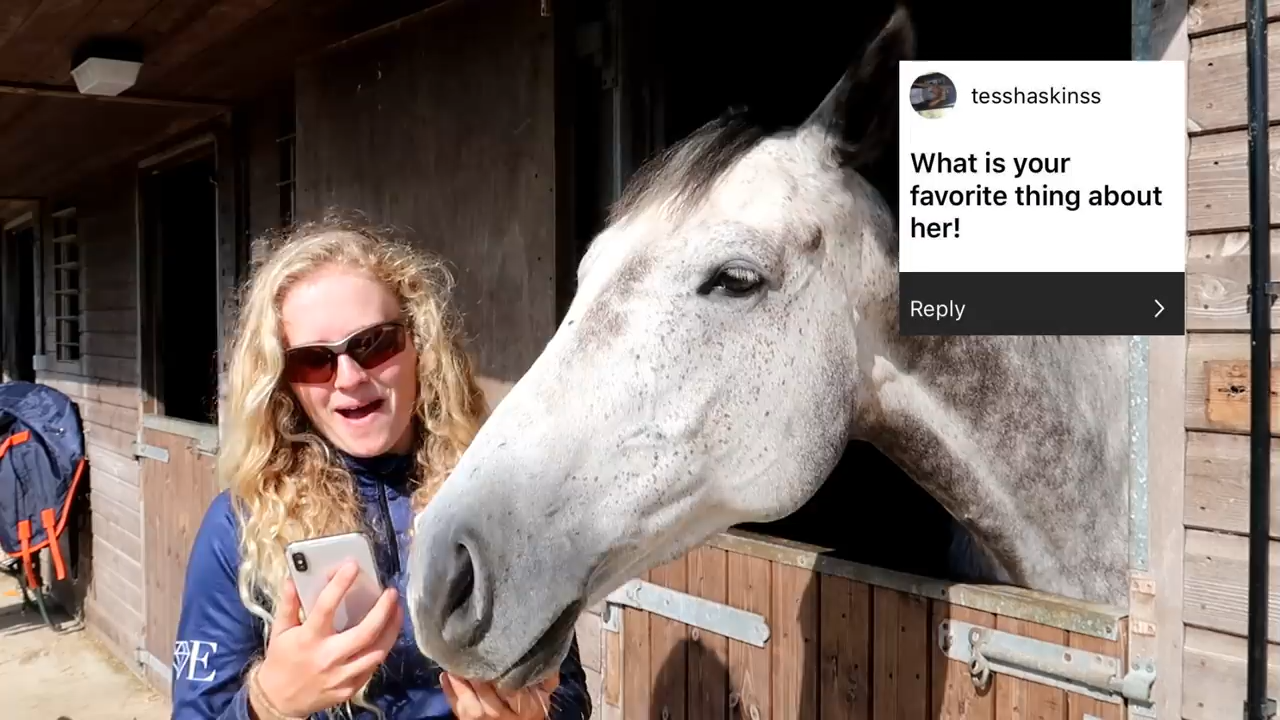 tesshaskinss
What is your
favorite thing about
her!
Reply
E